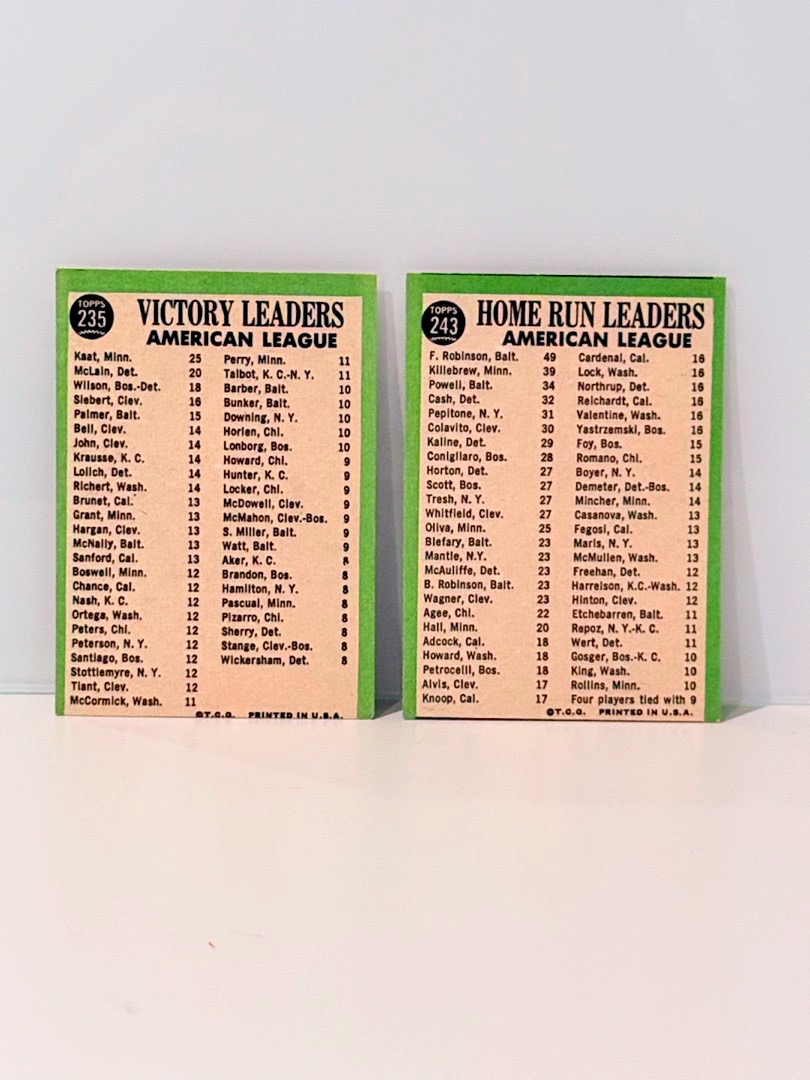 TOPPS
235
VICTORY LEADERS
AMERICAN LEAGUE
Kaat, Minn. 25
McLain, Det. 20
Wilson, Bos.-Det. 18
Siebert, Clev. 16
Palmer, Balt. 15
Bell, Clev. 14
John, Clev. 14
Krausse, K. C. 14
Lolich, Det. 14
Richert, Wash. 14
Brunet, Cal. 13
Grant, Minn. 13
Hargan, Clev. 13
McNally, Balt. 13
Sanford, Cal. 13
Boswell, Minn. 12
Chance, Cal. 12
Nash, K. C. 12
Ortega, Wash. 12
Peters, Chi. 12
Peterson, N. Y. 12
Santiago, Bos. 12
Stottlemyre, N. Y. 12
Tiant, Clev. 12
McCormick, Wash. 11
Perry, Minn. 11
Talbot, K. C.-N. Y. 11
Barber, Balt. 10
Bunker, Balt. 10
Downing, N. Y. 10
Horlen, Chi. 10
Lonborg, Bos. 10
Howard, Chi. 9
Hunter, K. C. 9
Locker, Chi. 9
McDowell, Clev. 9
McMahon, Clev.-Bos. 9
S. Miller, Balt. 9
Watt, Balt. 9
Aker, K. C. 8
Brandon, Bos. 8
Hamilton, N. Y. 8
Pascual, Minn. 8
Pizarro, Chi. 8
Sherry, Det. 8
Stange, Clev.-Bos. 8
Wickersham, Det. 8
©T.C.G. PRINTED IN U.S.A.
TOPPS
243
HOME RUN LEADERS
AMERICAN LEAGUE
F. Robinson, Balt. 49
Killebrew, Minn. 39
Powell, Balt. 34
Cash, Det. 32
Pepitone, N. Y. 31
Colavito, Clev. 30
Kaline, Det. 29
Conigliaro, Bos. 28
Horton, Det. 27
Scott, Bos. 27
Tresh, N. Y. 27
Whitfield, Clev. 27
Oliva, Minn. 25
Blefary, Balt. 23
Mantle, N.Y. 23
McAuliffe, Det. 23
B. Robinson, Balt. 23
Wagner, Clev. 23
Agee, Chi. 22
Hall, Minn. 20
Adcock, Cal. 18
Howard, Wash. 18
Petrocelli, Bos. 18
Alvis, Clev. 17
Knoop, Cal. 17
Cardenal, Cal. 16
Lock, Wash. 16
Northrup, Det. 16
Reichardt, Cal. 16
Valentine, Wash. 16
Yastrzemski, Bos. 16
Foy, Bos. 15
Romano, Chi. 15
Boyer, N. Y. 14
Demeter, Det.-Bos. 14
Mincher, Minn. 14
Casanova, Wash. 13
Fegosi, Cal. 13
Maris, N. Y. 13
McMullen, Wash. 13
Freehan, Det. 12
Harrelson, K.C.-Wash. 12
Hinton, Clev. 12
Etchebarren, Balt. 11
Repoz, N. Y.-K. C. 11
Wert, Det. 11
Gosger, Bos.-K. C. 10
King, Wash. 10
Rollins, Minn. 10
Four players tied with 9
©T.C.G. PRINTED IN U.S.A.